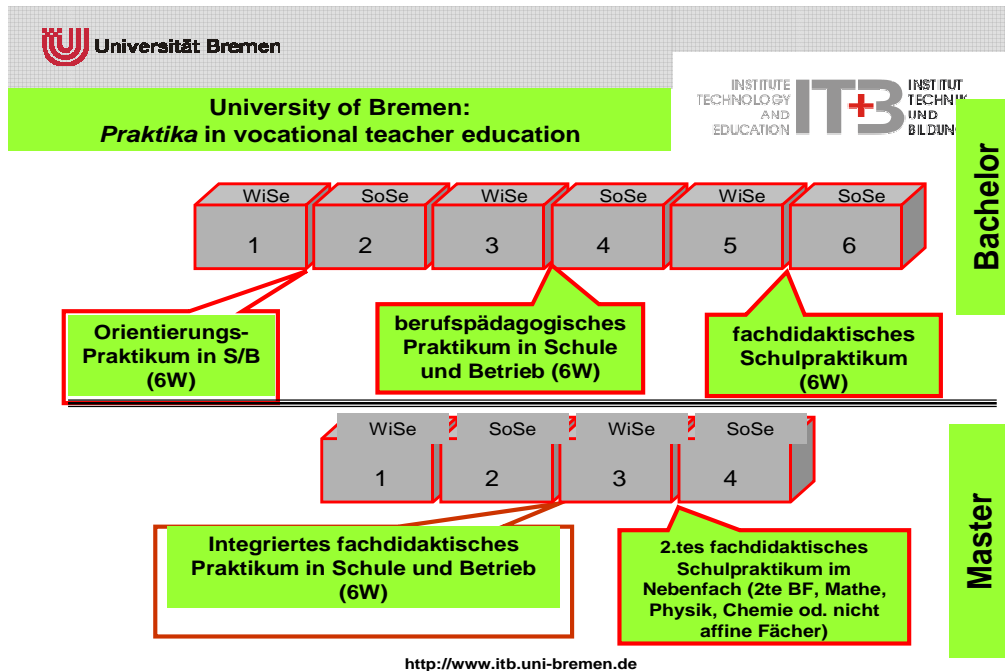 Universität Bremen
University of Bremen:
Praktika in vocational teacher education
INSTITUTE
TECHNOLOGY
AND
EDUCATION
IT+B
INSTITUT
UND
Bachelor
WiSe SoSe WiSe SoSe WiSe SoSe
1 2 3 4 5 6
Orientierungs-
Praktikum in S/B
(6W)
berufspädagogisches
Praktikum in Schule
und Betrieb (6W)
fachdidaktisches
Schulpraktikum
(6W)
Master
WiSe SoSe WiSe SoSe
1 2 3 4
Integriertes fachdidaktisches
Praktikum in Schule und Betrieb
(6W)
2.tes fachdidaktisches
Schulpraktikum im
Nebenfach (2te BF, Mathe,
Physik, Chemie od. nicht
affine Fächer)
http://www.itb.uni-bremen.de